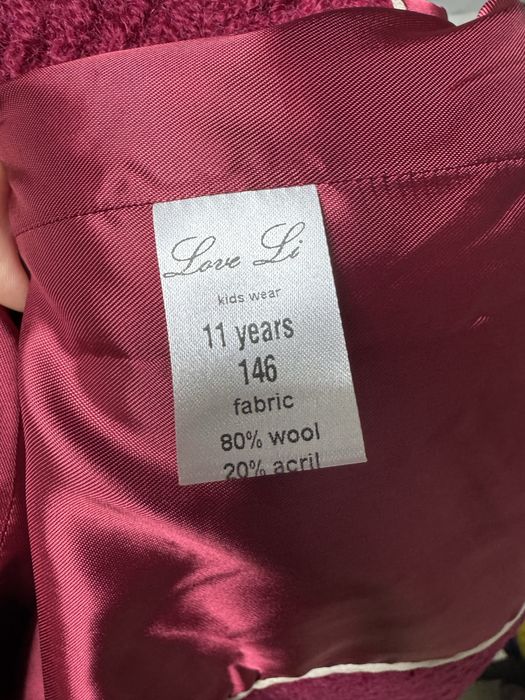 Love Li
kids wear
11 years
146
fabric
80% wool
20% acril